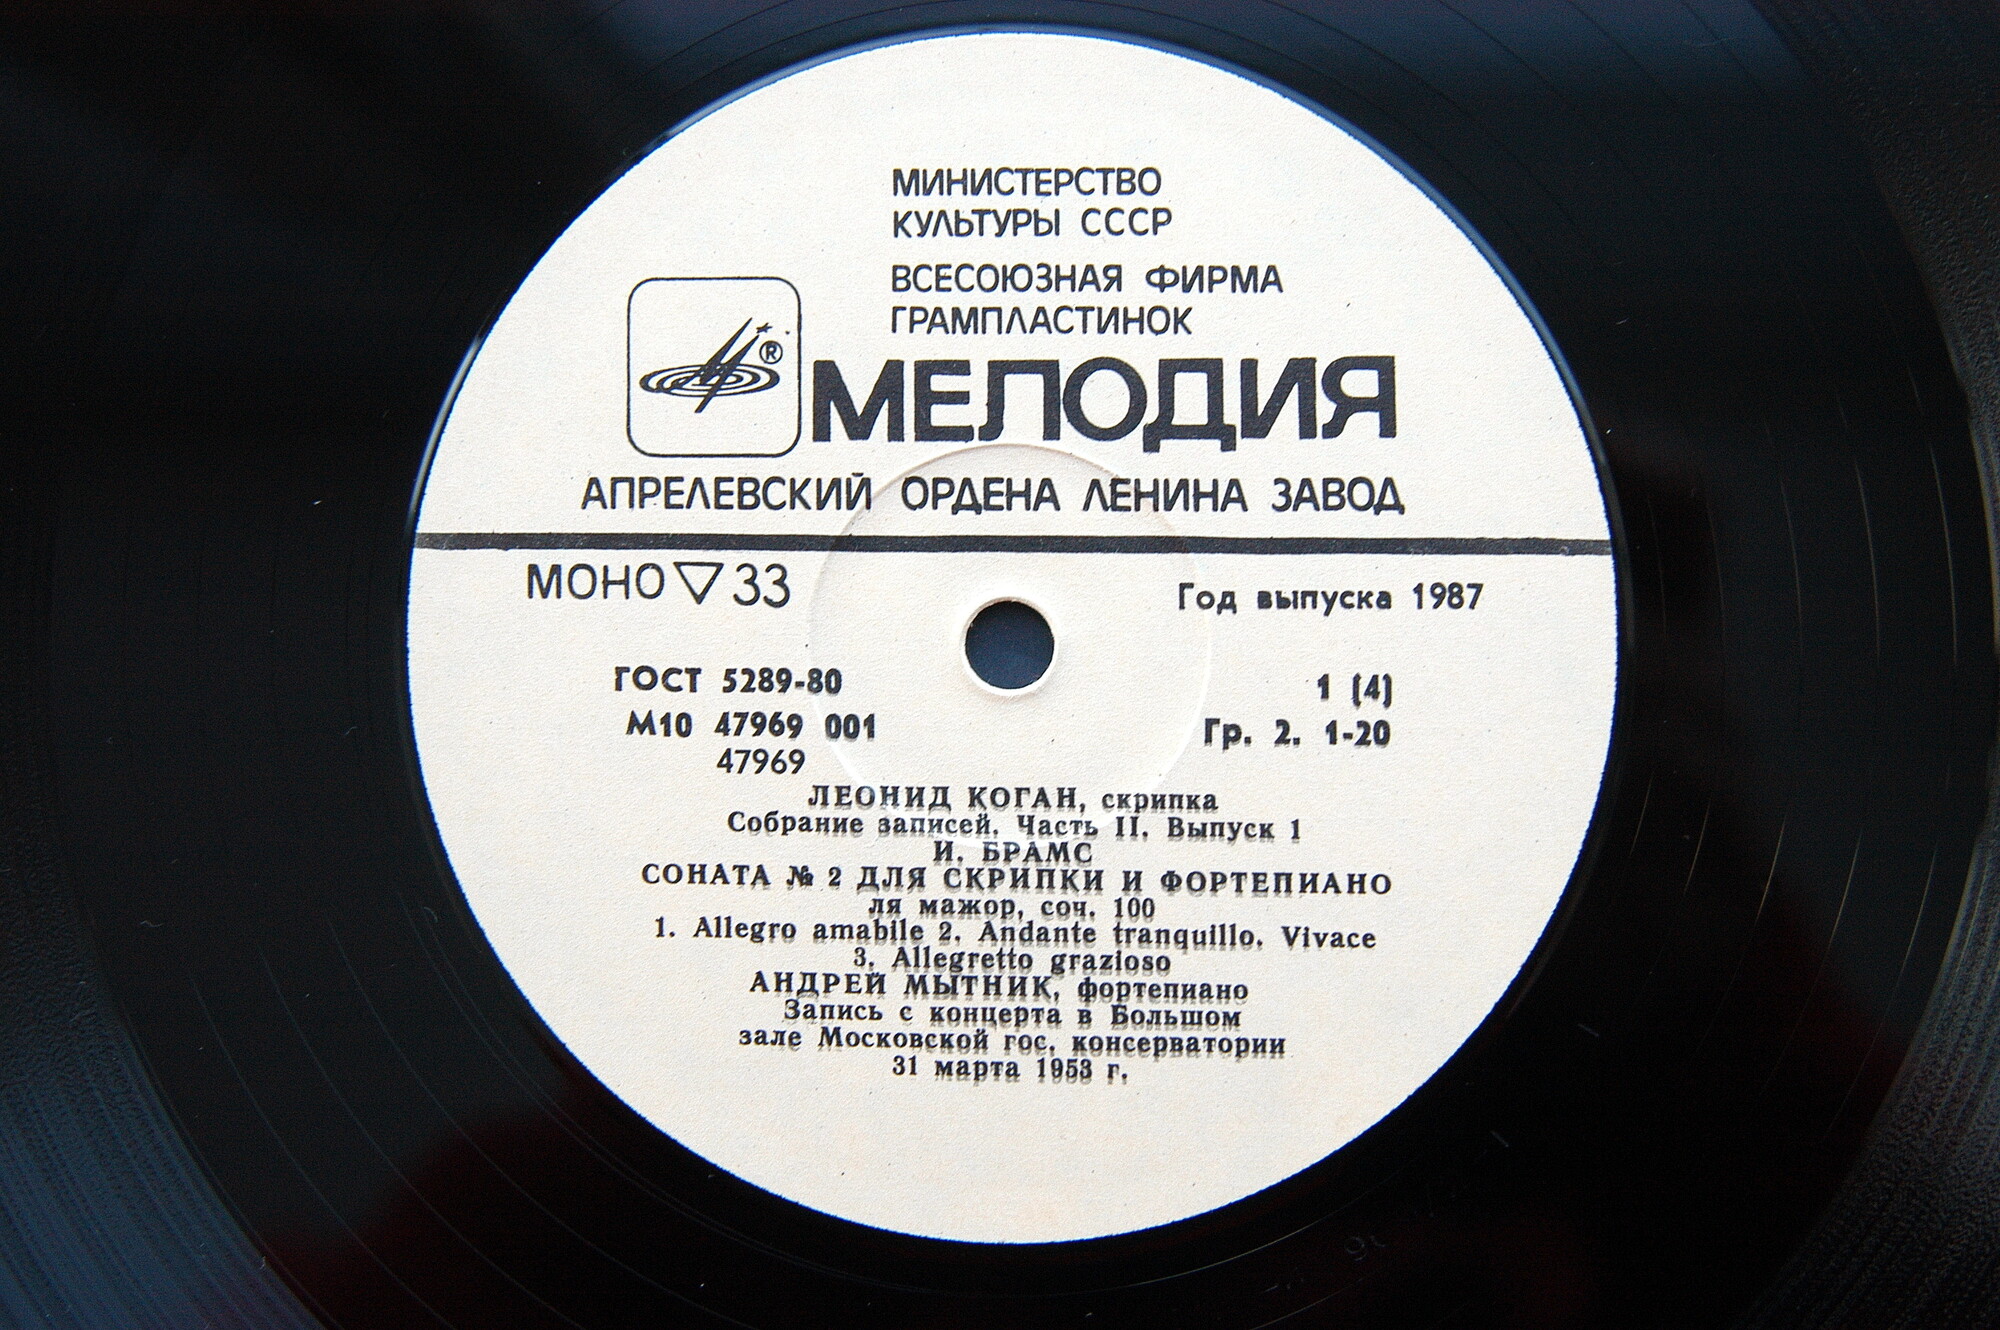 МИНИСТЕРСТВО
КУЛЬТУРЫ СССР
ВСЕСОЮЗНАЯ ФИРМА
ГРАМПЛАСТИНОК
®
МЕЛОДИЯ
АПРЕЛЕВСКИЙ ОРДЕНА ЛЕНИНА ЗАВОД
МОНО ▽ 33
Год выпуска 1987
ГОСТ 5289-80
1 (4)
М10 47969 001
Гр. 2. 1-20
47969
ЛЕОНИД КОГАН, скрипка
Собрание записей. Часть II. Выпуск 1
И. БРАМС
СОНАТА № 2 ДЛЯ СКРИПКИ И ФОРТЕПИАНО
ля мажор, соч. 100
1. Allegro amabile 2. Andante tranquillo. Vivace
3. Allegretto grazioso
АНДРЕЙ МЫТНИК, фортепиано
Запись с концерта в Большом
зале Московской гос. консерватории
31 марта 1953 г.